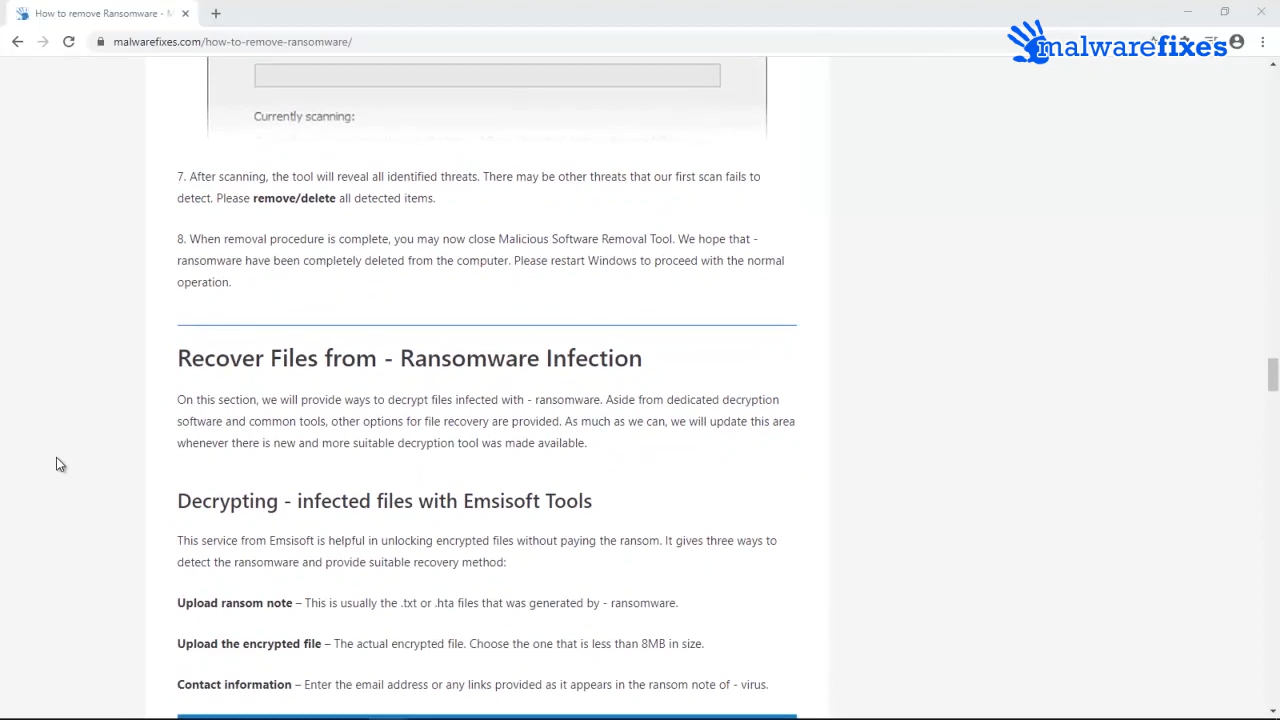 How to remove Ransomware - M
malwarefixes.com/how-to-remove-ransomware/
malwarefixes
Currently scanning:
7. After scanning, the tool will reveal all identified threats. There may be other threats that our first scan fails to
detect. Please remove/delete all detected items.
8. When removal procedure is complete, you may now close Malicious Software Removal Tool. We hope that -
ransomware have been completely deleted from the computer. Please restart Windows to proceed with the normal
operation.
Recover Files from - Ransomware Infection
On this section, we will provide ways to decrypt files infected with - ransomware. Aside from dedicated decryption
software and common tools, other options for file recovery are provided. As much as we can, we will update this area
whenever there is new and more suitable decryption tool was made available.
Decrypting - infected files with Emsisoft Tools
This service from Emsisoft is helpful in unlocking encrypted files without paying the ransom. It gives three ways to
detect the ransomware and provide suitable recovery method:
Upload ransom note – This is usually the .txt or .hta files that was generated by - ransomware.
Upload the encrypted file – The actual encrypted file. Choose the one that is less than 8MB in size.
Contact information – Enter the email address or any links provided as it appears in the ransom note of - virus.